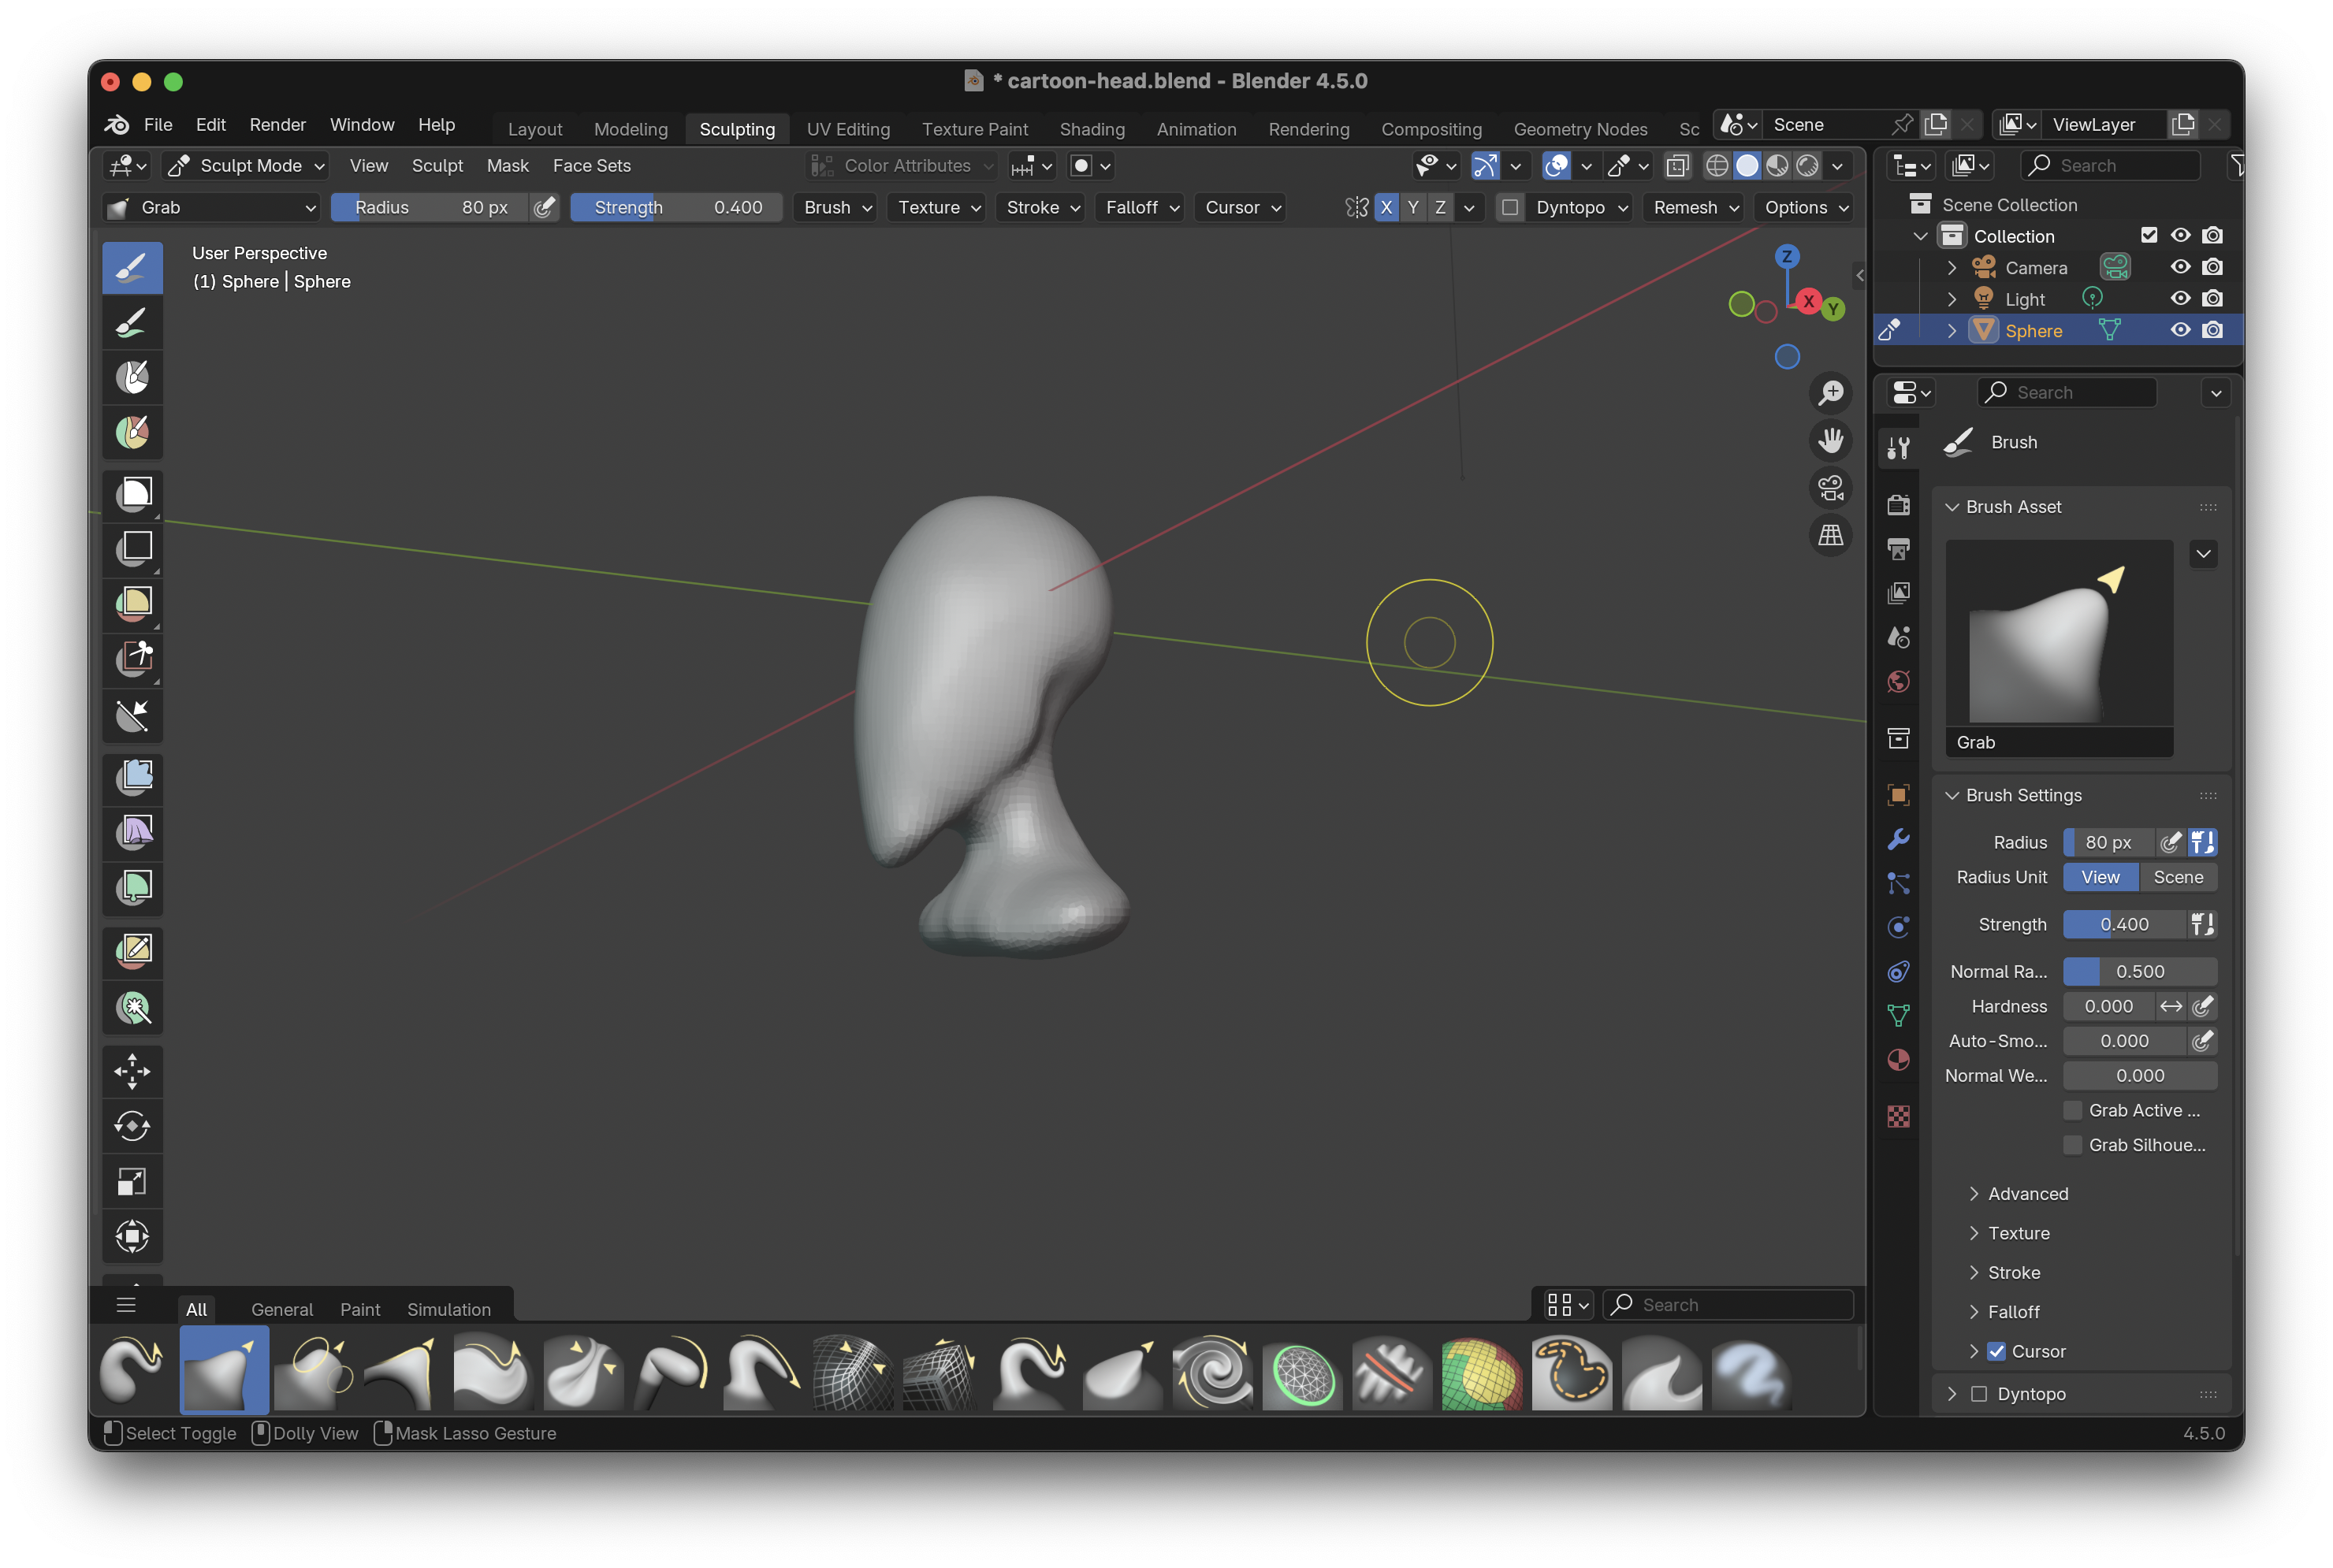 * cartoon-head.blend - Blender 4.5.0
File Edit Render Window Help Layout Modeling Sculpting UV Editing Texture Paint Shading Animation Rendering Compositing Geometry Nodes Sc Scene ViewLayer
Sculpt Mode View Sculpt Mask Face Sets Color Attributes Search
Grab Radius 80 px Strength 0.400 Brush Texture Stroke Falloff Cursor X Y Z Dyntopo Remesh Options
User Perspective
(1) Sphere | Sphere
Z
X
Y
Scene Collection
Collection
Camera
Light
Sphere
Search
Brush
Brush Asset
Grab
Brush Settings
Radius 80 px
Radius Unit View Scene
Strength 0.400
Normal Ra... 0.500
Hardness 0.000
Auto-Smo... 0.000
Normal We... 0.000
Grab Active ...
Grab Silhoue...
Advanced
Texture
Stroke
Falloff
Cursor
Dyntopo
All General Paint Simulation Search
Select Toggle Dolly View Mask Lasso Gesture 4.5.0